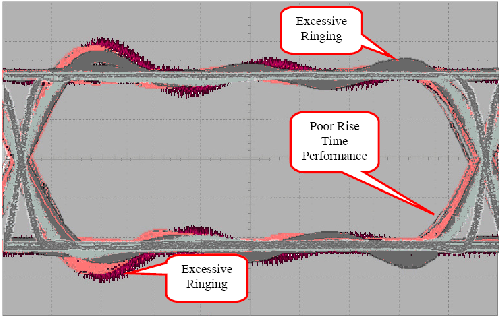 Excessive
Ringing
Poor Rise
Time
Performance
Excessive
Ringing